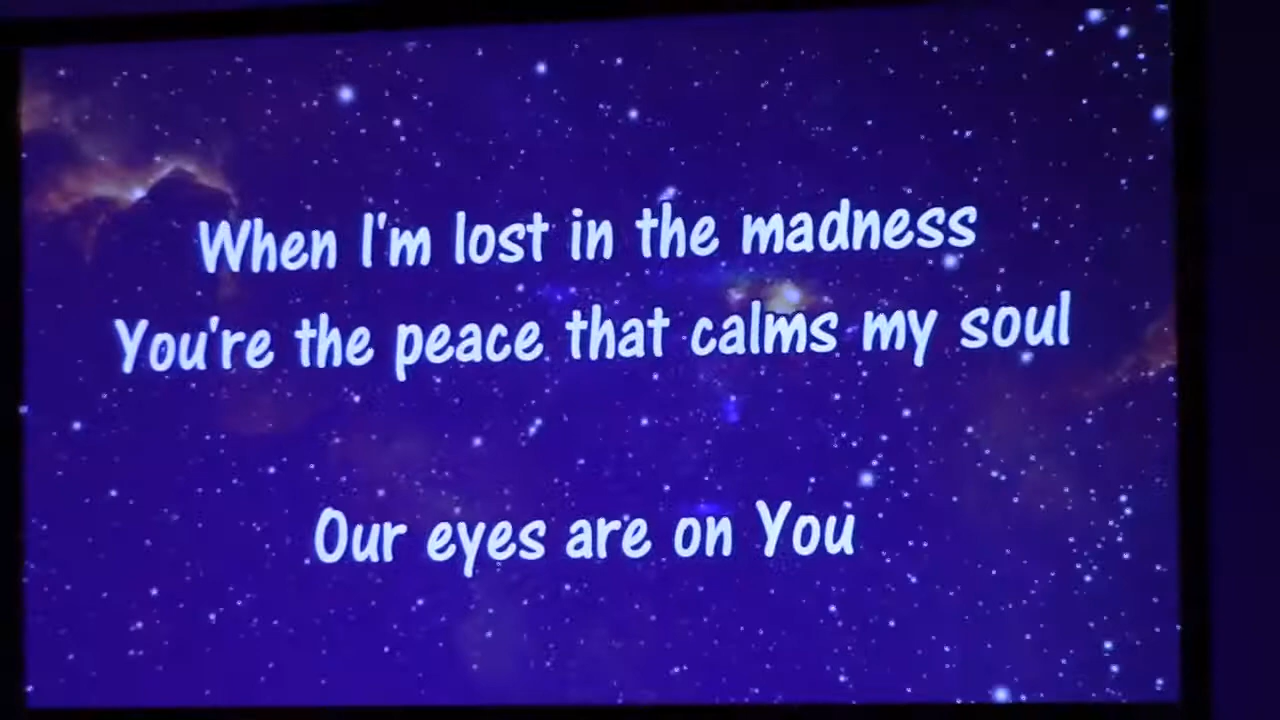 When I'm lost in the madness
You're the peace that calms my soul
Our eyes are on You